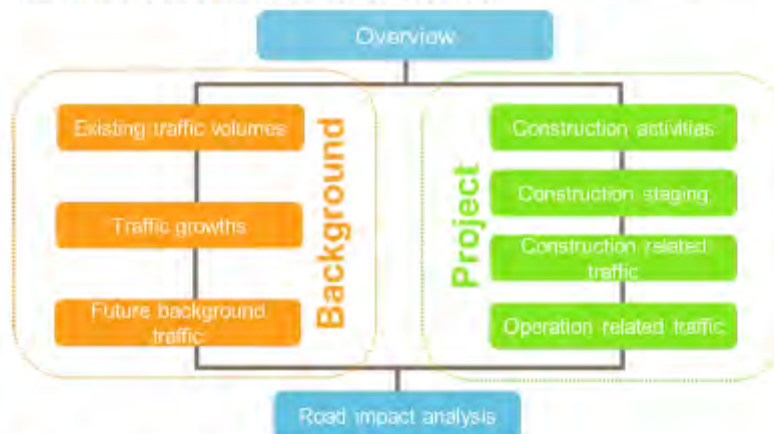 Overview
Existing traffic volumes
Traffic growths
Future background
traffic
Background
Construction activities
Construction staging
Construction related
traffic
Operation related traffic
Project
Road impact analysis